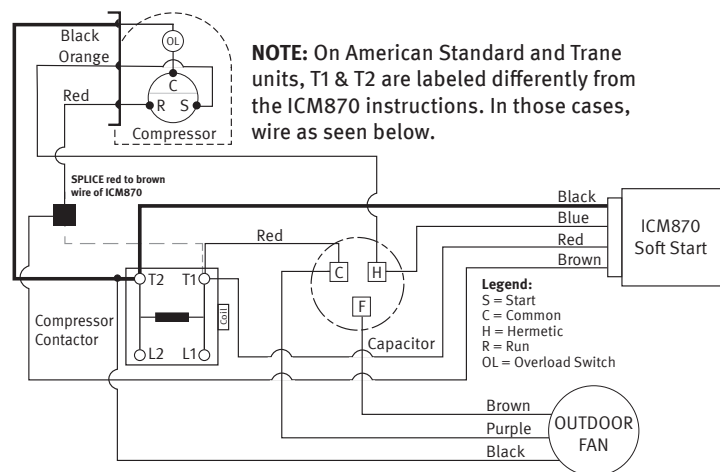 Black
OL
Orange
C
Red
R S
Compressor
NOTE: On American Standard and Trane
units, T1 & T2 are labeled differently from
the ICM870 instructions. In those cases,
wire as seen below.
SPLICE red to brown
wire of ICM870
Black
Blue
Red
Brown
ICM870
Soft Start
Red
C
H
F
T2
T1
Coil
L2
L1
Compressor
Contactor
Capacitor
Legend:
S = Start
C = Common
H = Hermetic
R = Run
OL = Overload Switch
Brown
Purple
Black
OUTDOOR
FAN